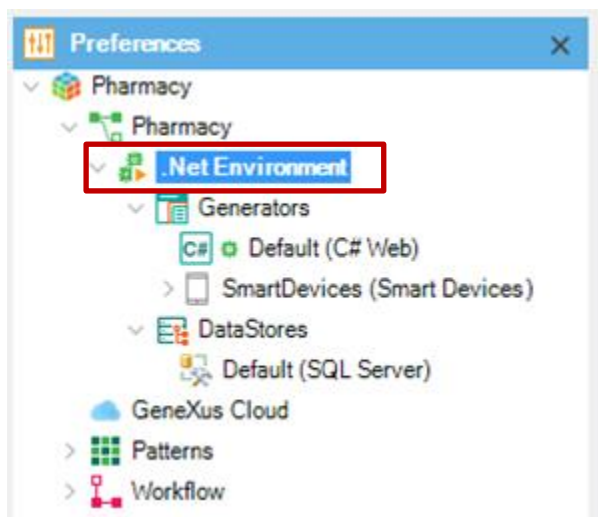 Preferences
Pharmacy
Pharmacy
.Net Environment
Generators
C# Default (C# Web)
SmartDevices (Smart Devices)
DataStores
Default (SQL Server)
GeneXus Cloud
Patterns
Workflow